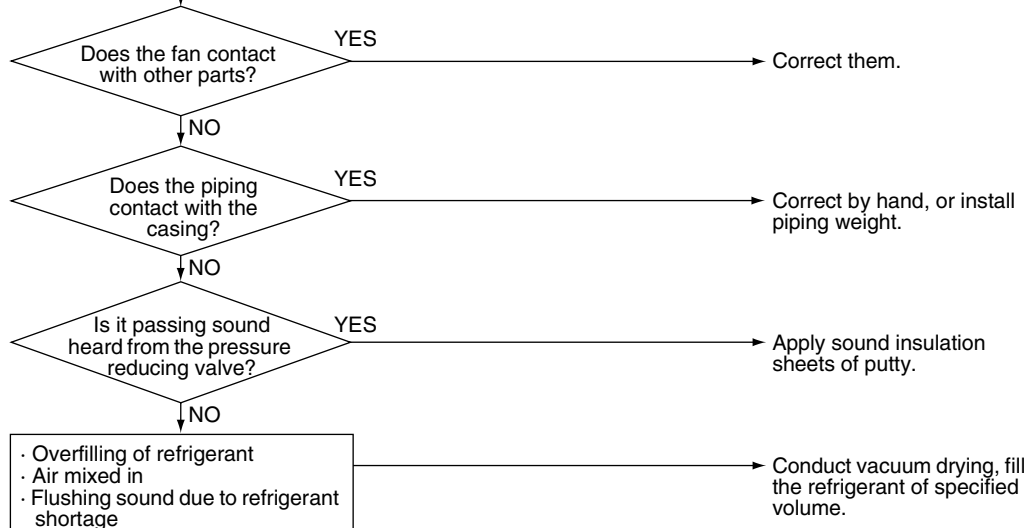 Does the fan contact
with other parts?
YES
Correct them.
NO
Does the piping
contact with the
casing?
YES
Correct by hand, or install
piping weight.
NO
Is it passing sound
heard from the pressure
reducing valve?
YES
Apply sound insulation
sheets of putty.
NO
· Overfilling of refrigerant
· Air mixed in
· Flushing sound due to refrigerant
shortage
Conduct vacuum drying, fill
the refrigerant of specified
volume.